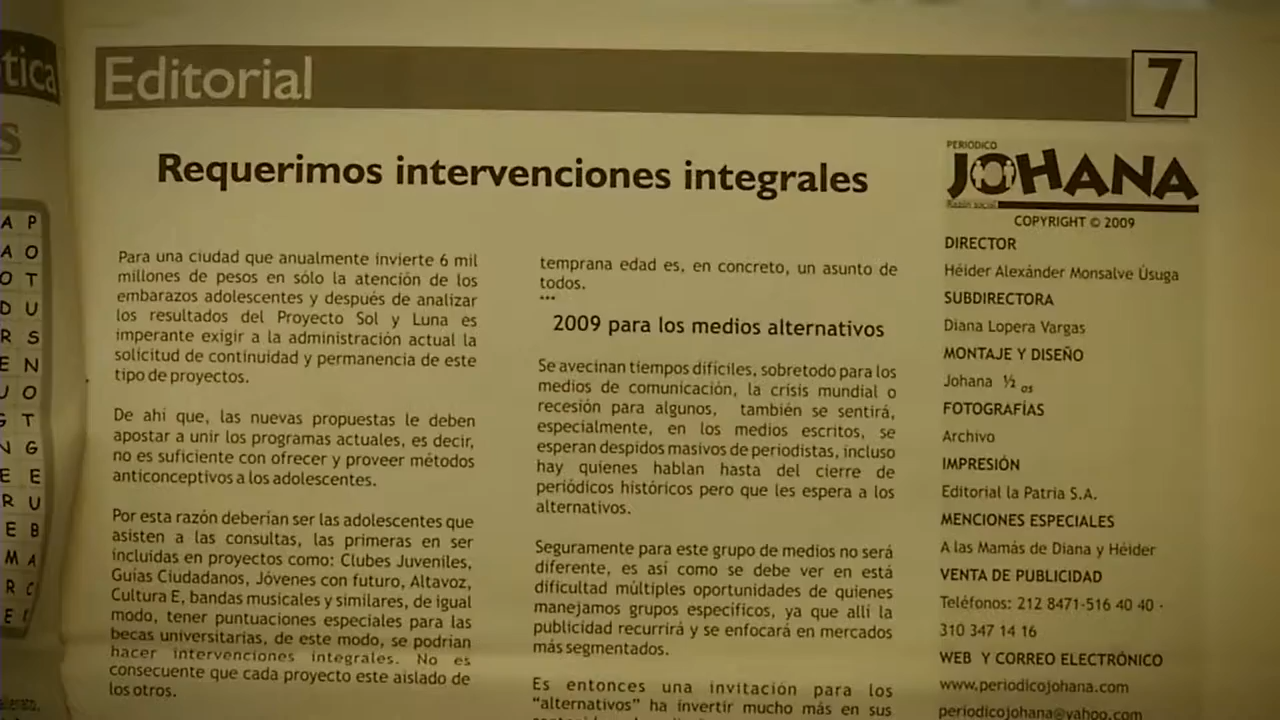 tica
S
A P
A O
O T
D U
R S
E N
U O
G T
N G
E E
R U
E B
M A
R C
E
Editorial
7
Requerimos intervenciones integrales
Para una ciudad que anualmente invierte 6 mil
millones de pesos en sólo la atención de los
embarazos adolescentes y después de analizar
los resultados del Proyecto Sol y Luna es
imperante exigir a la administración actual la
solicitud de continuidad y permanencia de este
tipo de proyectos.
De ahí que, las nuevas propuestas le deben
apostar a unir los programas actuales, es decir,
no es suficiente con ofrecer y proveer métodos
anticonceptivos a los adolescentes.
Por esta razón deberían ser las adolescentes que
asisten a las consultas, las primeras en ser
incluidas en proyectos como: Clubes Juveniles,
Guías Ciudadanos, Jóvenes con futuro, Altavoz,
Cultura E, bandas musicales y similares, de igual
modo, tener puntuaciones especiales para las
becas universitarias, de este modo, se podrían
hacer intervenciones integrales. No es
consecuente que cada proyecto este aislado de
los otros.
temprana edad es, en concreto, un asunto de
todos.
***
2009 para los medios alternativos
Se avecinan tiempos difíciles, sobretodo para los
medios de comunicación, la crisis mundial o
recesión para algunos, también se sentirá,
especialmente, en los medios escritos, se
esperan despidos masivos de periodistas, incluso
hay quienes hablan hasta del cierre de
periódicos históricos pero que les espera a los
alternativos.
Seguramente para este grupo de medios no será
diferente, es así como se debe ver en está
dificultad múltiples oportunidades de quienes
manejamos grupos específicos, ya que allí la
publicidad recurrirá y se enfocará en mercados
más segmentados.
Es entonces una invitación para los
"alternativos" ha invertir mucho más en sus
PERIODICO
JOHANA
Razón social
COPYRIGHT © 2009
DIRECTOR
Héider Alexánder Monsalve Úsuga
SUBDIRECTORA
Diana Lopera Vargas
MONTAJE Y DISEÑO
Johana ½ os
FOTOGRAFÍAS
Archivo
IMPRESIÓN
Editorial la Patria S.A.
MENCIONES ESPECIALES
A las Mamás de Diana y Héider
VENTA DE PUBLICIDAD
Teléfonos: 212 8471-516 40 40 -
310 347 14 16
WEB Y CORREO ELECTRÓNICO
www.periodicojohana.com
periodicojohana@yahoo.com